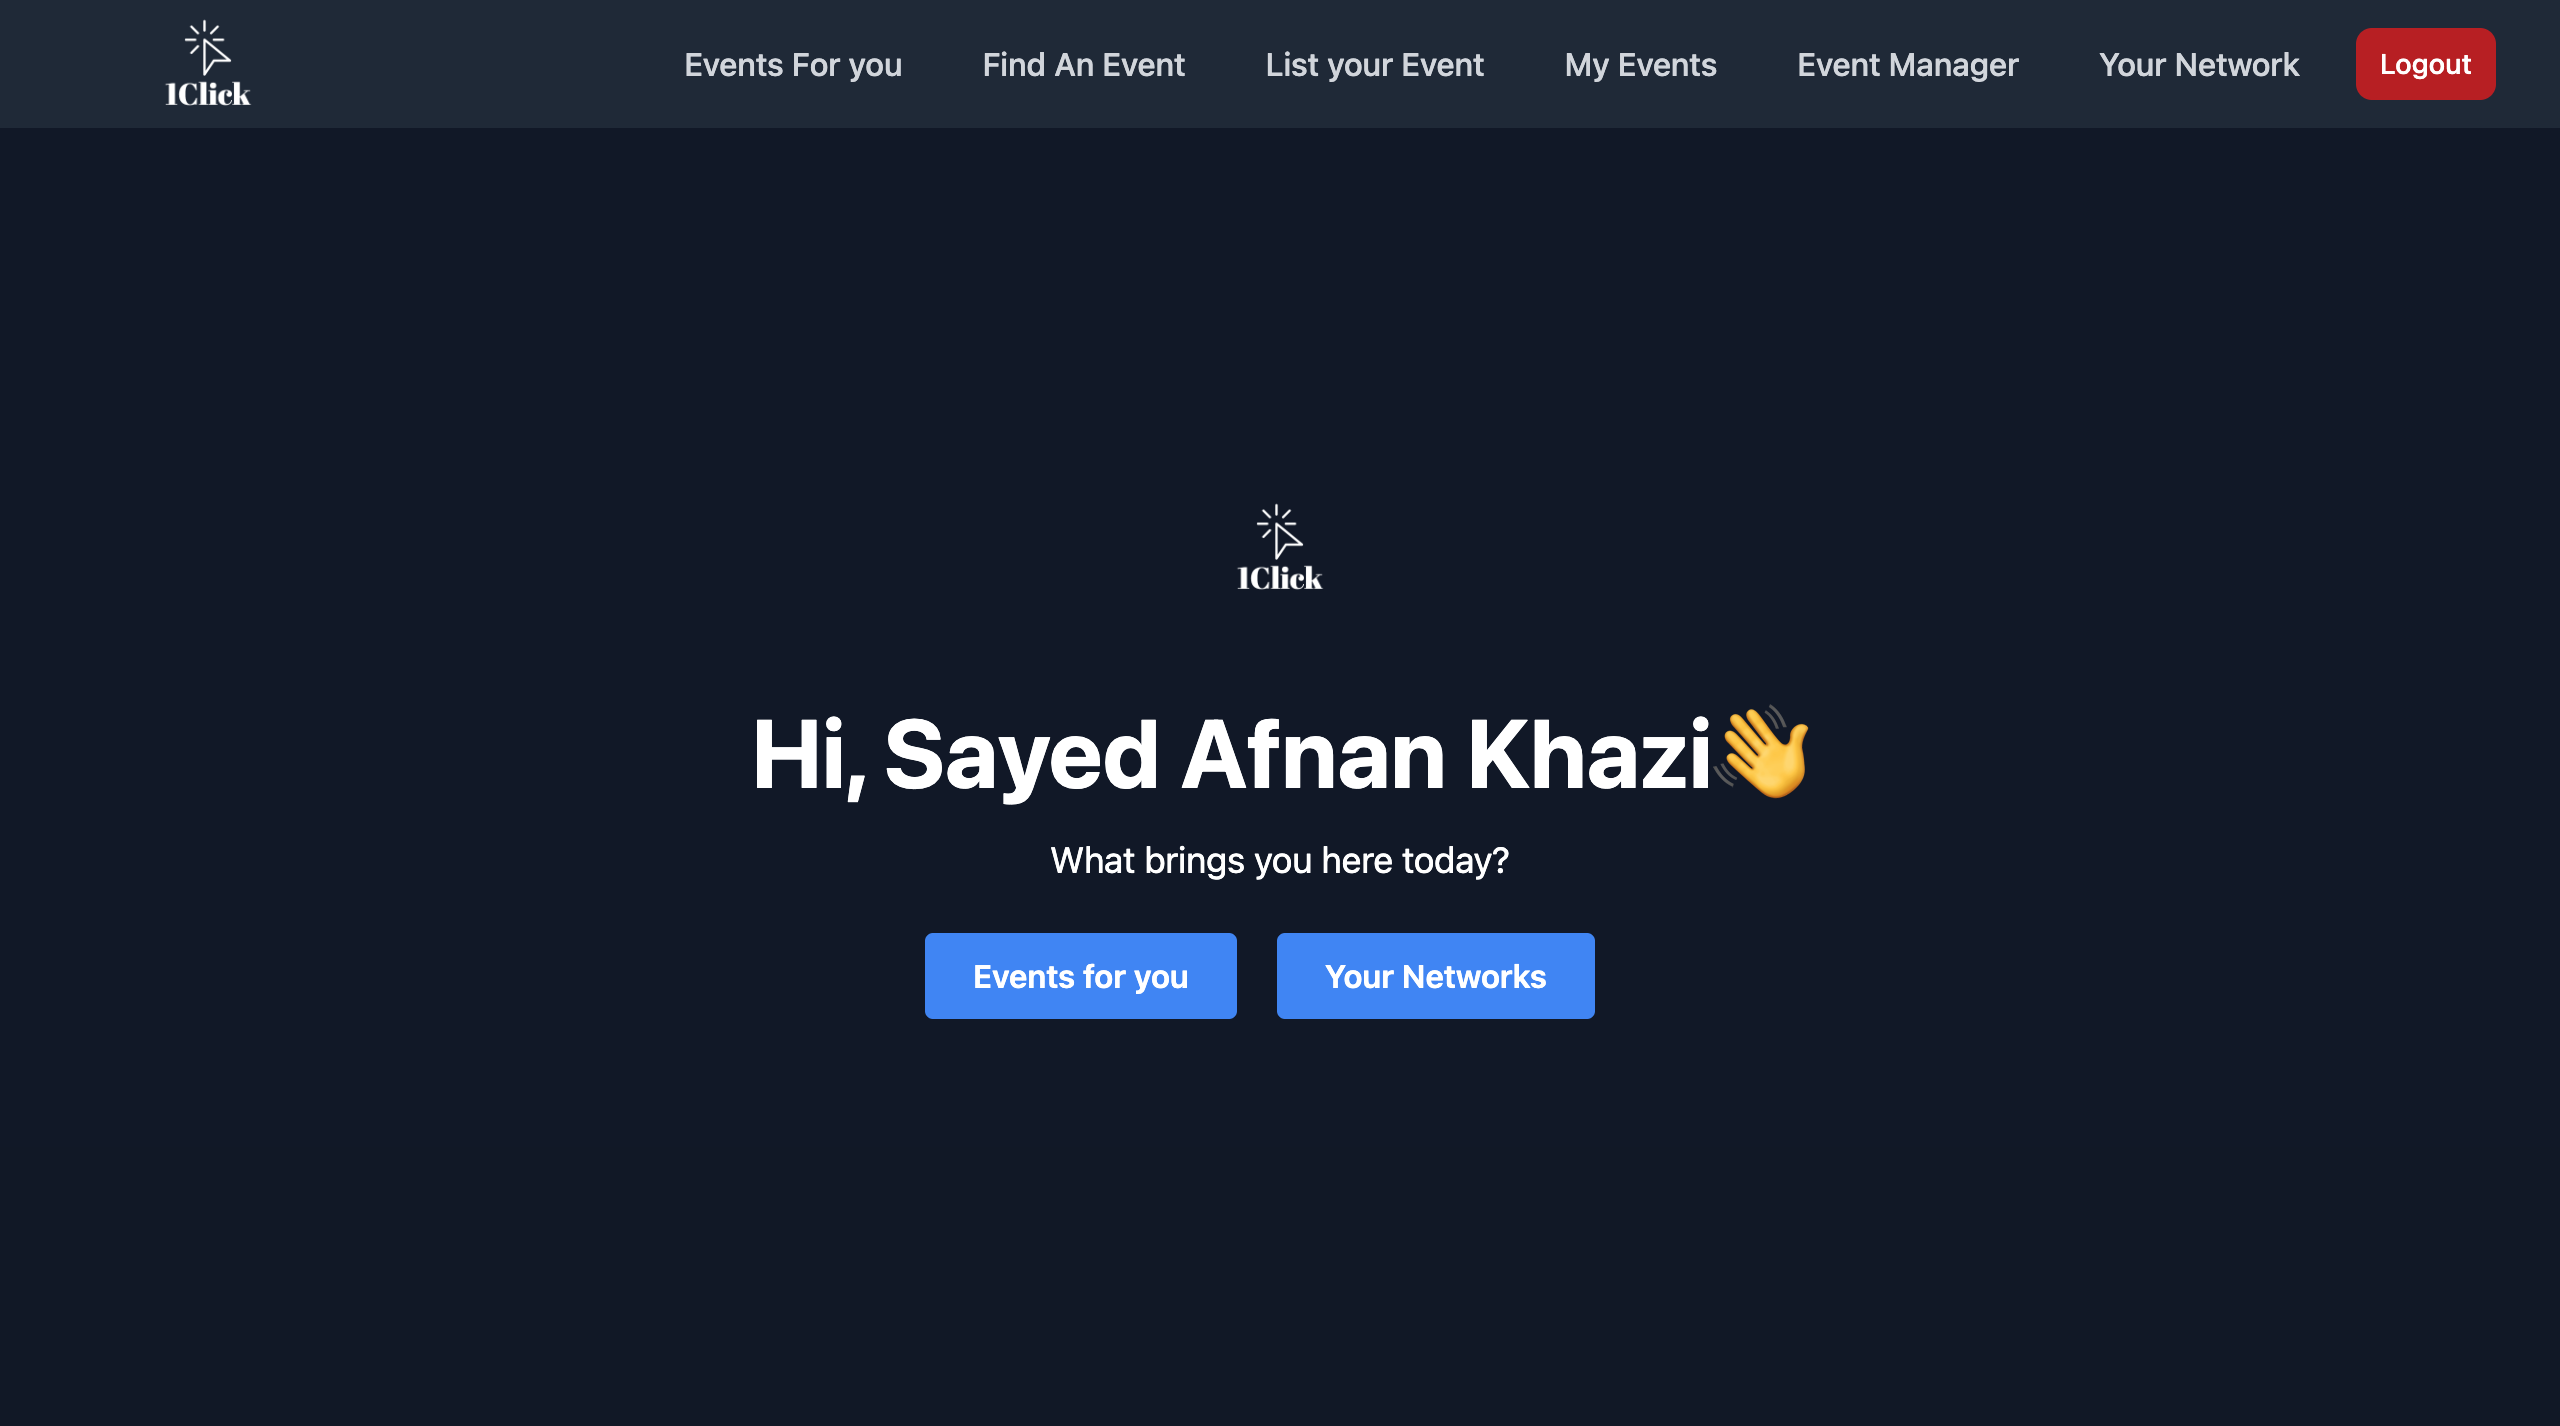 1Click
Events For you
Find An Event
List your Event
My Events
Event Manager
Your Network
Logout
1Click
Hi, Sayed Afnan Khazi👋
What brings you here today?
Events for you
Your Networks